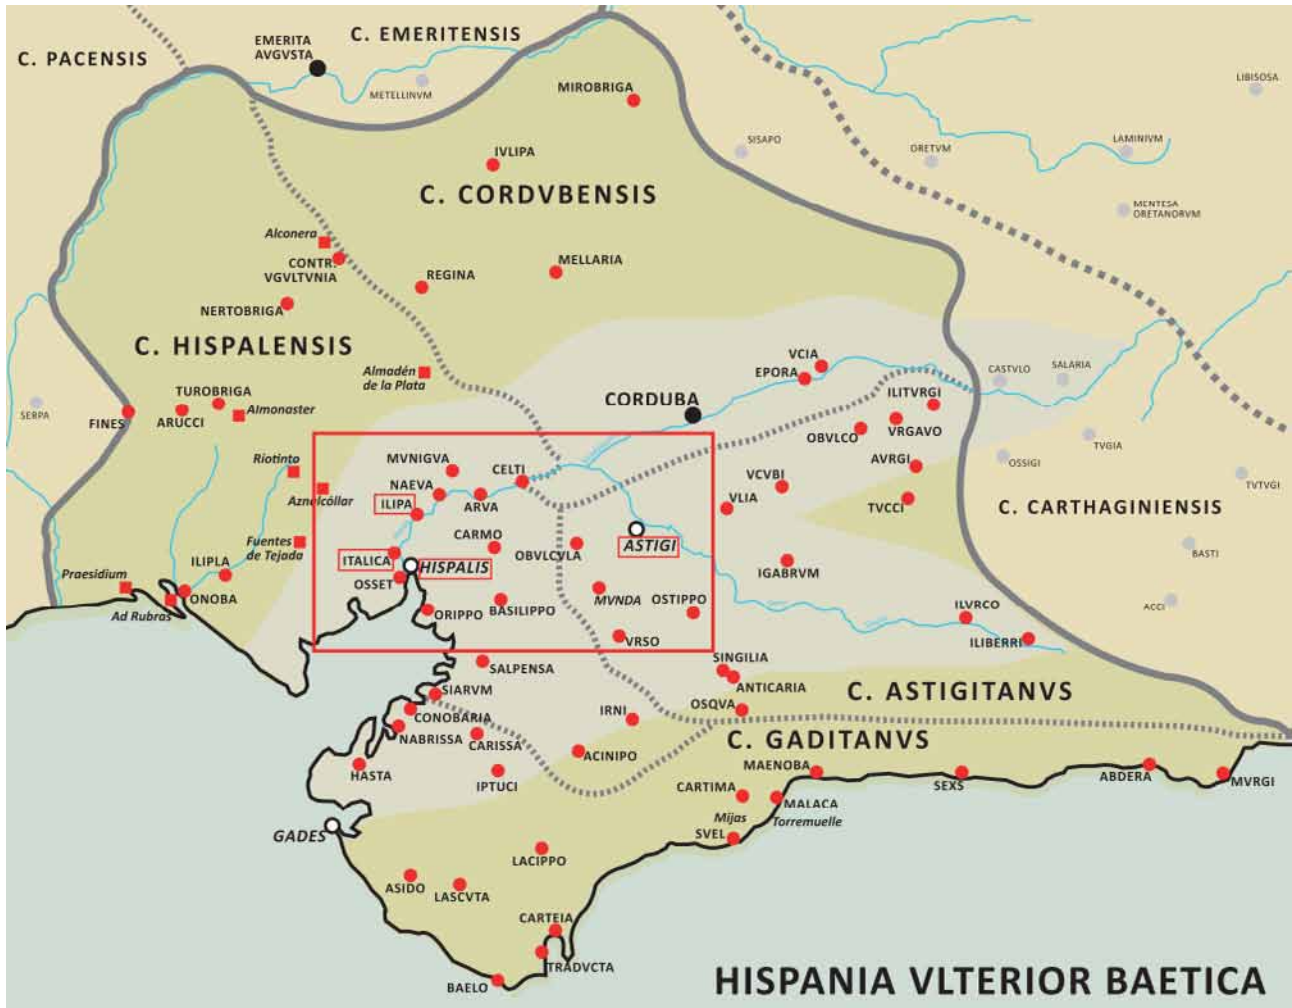 C. PACENSIS
EMERITA
AVGVSTA
C. EMERITENSIS
METELLINVM
MIROBRIGA
LIBISOSA
SISAPO
ORETVM
LAMINIVM
MENTESA
ORETANORVM
IVLIPA
C. CORDVBENSIS
Alconera
CONTR.
VGVLTVNIA
REGINA
MELLARIA
NERTOBRIGA
C. HISPALENSIS
Almadén
de la Plata
VCIA
EPORA
CASTVLO
SALARIA
SERPA
FINES
TUROBRIGA
ARUCCI
Almonaster
CORDUBA
ILITVRGI
OBVLCO
VRGAVO
TVGIA
OSSIGI
TVTVGI
Riotinto
Aznalcóllar
MVNIGVA
NAEVA
CELTI
ILIPA
ARVA
VCVBI
AVRGI
VLIA
TVCCI
C. CARTHAGINIENSIS
Fuentes
de Tejada
CARMO
OBVLCVLA
ASTIGI
ITALICA
HISPALIS
OSSET
IGABRVM
BASTI
Praesidium
ILIPLA
ONOBA
Ad Rubras
ORIPPO
BASILIPPO
MVNDA
OSTIPPO
VRSO
ACCI
ILVRCO
ILIBERRI
SALPENSA
SINGILIA
ANTICARIA
SIARVM
CONOBARIA
NABRISSA
CARISSA
IRNI
OSQVA
C. ASTIGITANVS
C. GADITANVS
HASTA
IPTUCI
ACINIPO
MAENOBA
CARTIMA
MALACA
Mijas
Torremuelle
SVEL
SEXS
ABDERA
MVRGI
GADES
LACIPPO
ASIDO
LASCVTA
CARTEIA
TRADVCTA
BAELO
HISPANIA VLTERIOR BAETICA